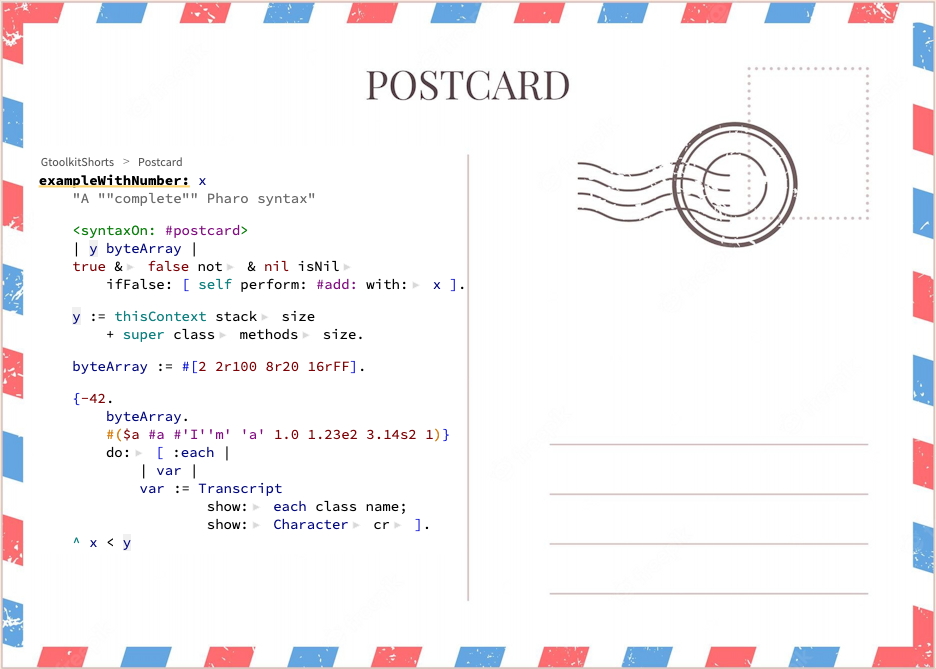 POSTCARD
GtoolkitShorts > Postcard
exampleWithNumber: x
"A ""complete"" Pharo syntax"
<syntaxOn: #postcard>
| y byteArray |
true &▸ false not▸ & nil isNil▸
ifFalse: [ self perform: #add: with:▸ x ].
y := thisContext stack▸ size
+ super class▸ methods▸ size.
byteArray := #[2 2r100 8r20 16rFF].
{-42.
byteArray.
#($a #a #'I''m' 'a' 1.0 1.23e2 3.14s2 1)}
do:▸ [ :each |
| var |
var := Transcript
show:▸ each class name;
show:▸ Character▸ cr▸ ].
^ x < y